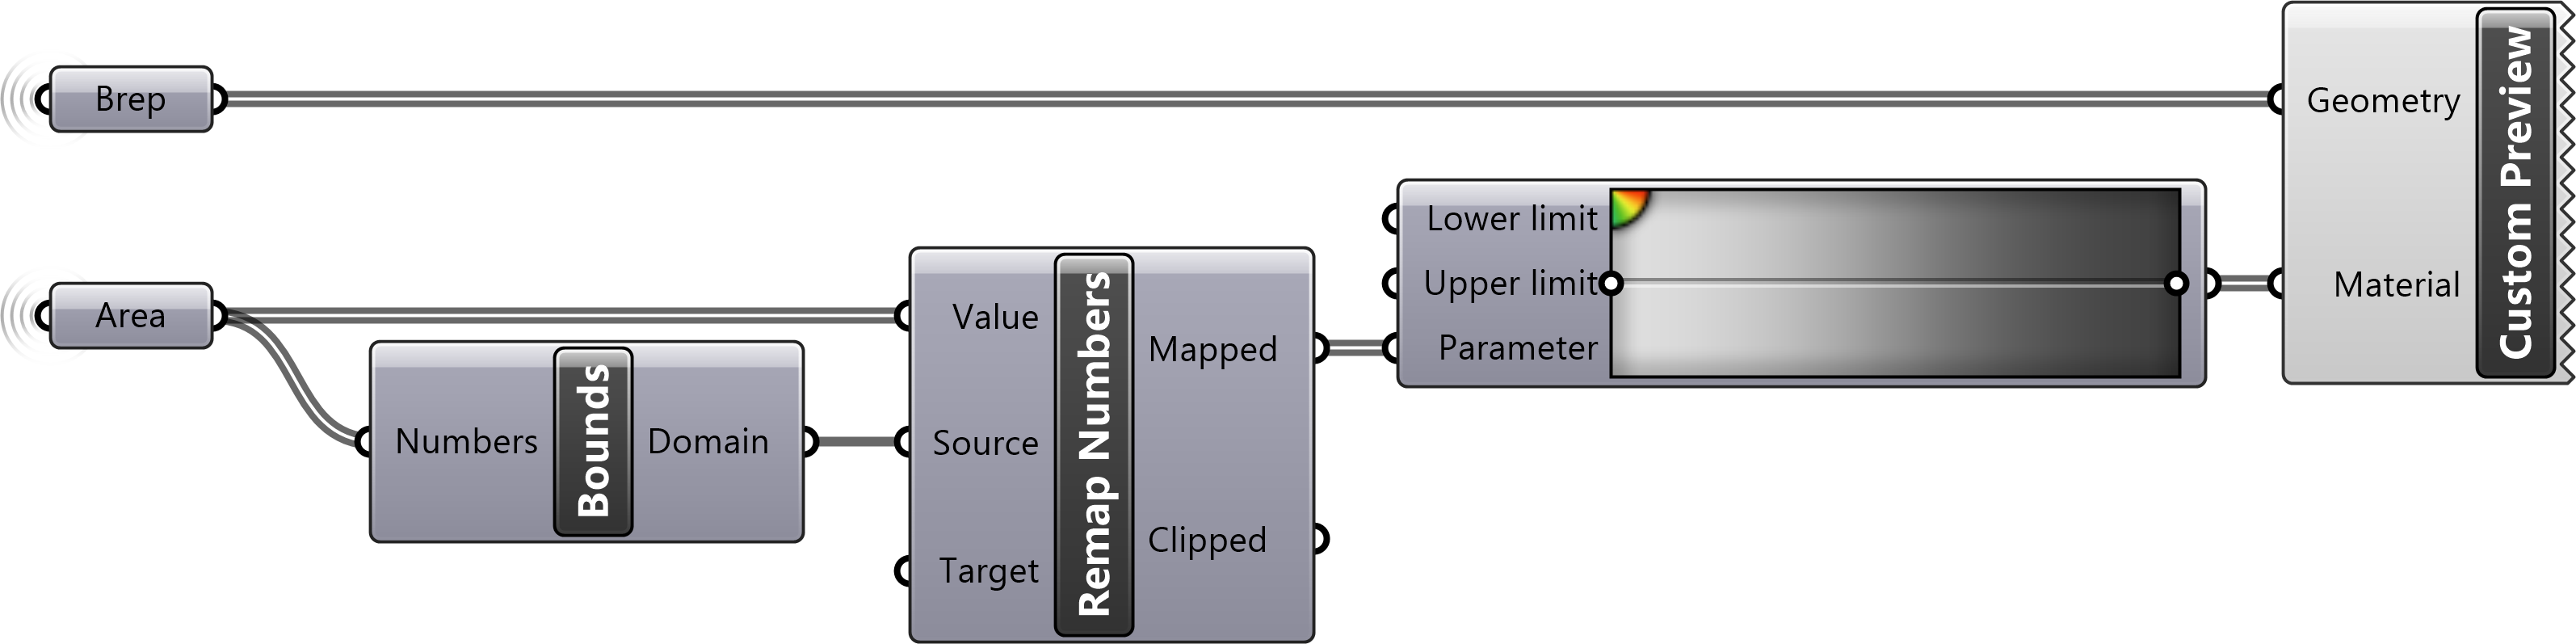 Brep
Geometry
Material
Custom Preview
Lower limit
Upper limit
Parameter
Area
Numbers
Bounds
Domain
Value
Source
Target
Remap Numbers
Mapped
Clipped